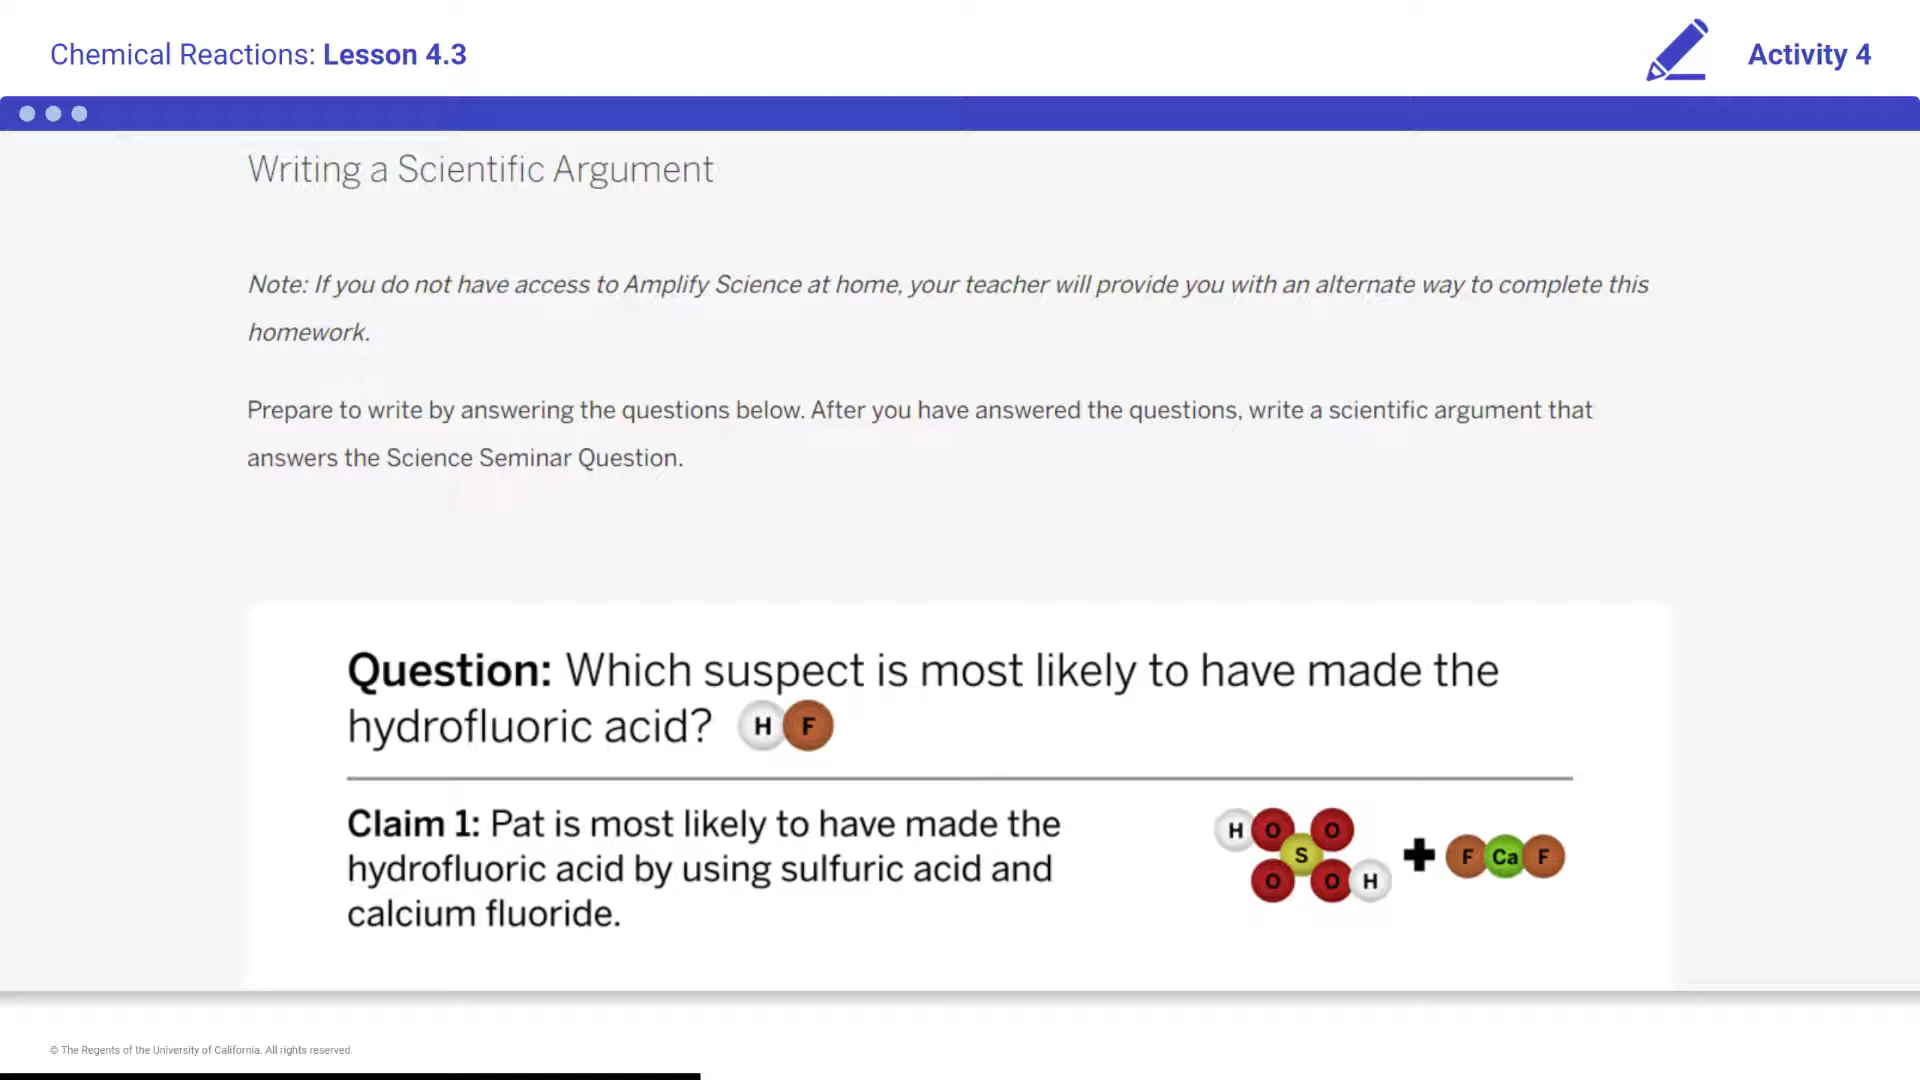 Chemical Reactions: Lesson 4.3
Activity 4
Writing a Scientific Argument
Note: If you do not have access to Amplify Science at home, your teacher will provide you with an alternate way to complete this
homework.
Prepare to write by answering the questions below. After you have answered the questions, write a scientific argument that
answers the Science Seminar Question.
Question: Which suspect is most likely to have made the
hydrofluoric acid? H F
Claim 1: Pat is most likely to have made the
hydrofluoric acid by using sulfuric acid and
calcium fluoride.
H O O
S + F Ca F
O O H
© The Regents of the University of California. All rights reserved.